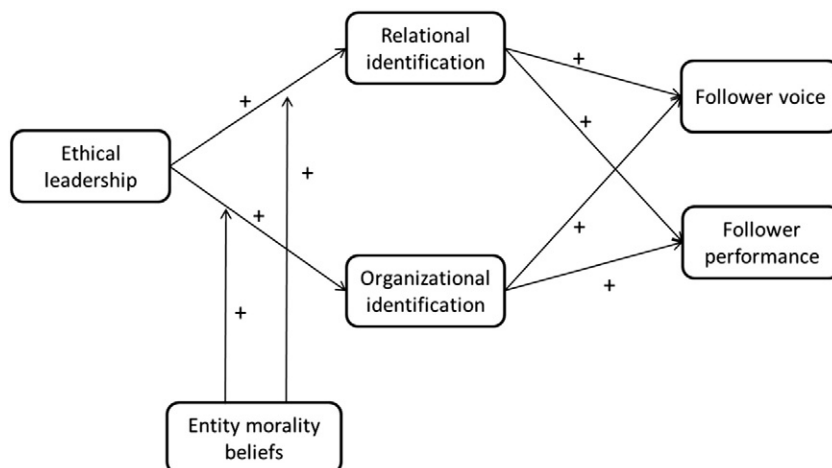 Relational
identification
+
+
Follower voice
+
+
Ethical
leadership
+
+
+
Follower
performance
Organizational
identification
+
+
Entity morality
beliefs